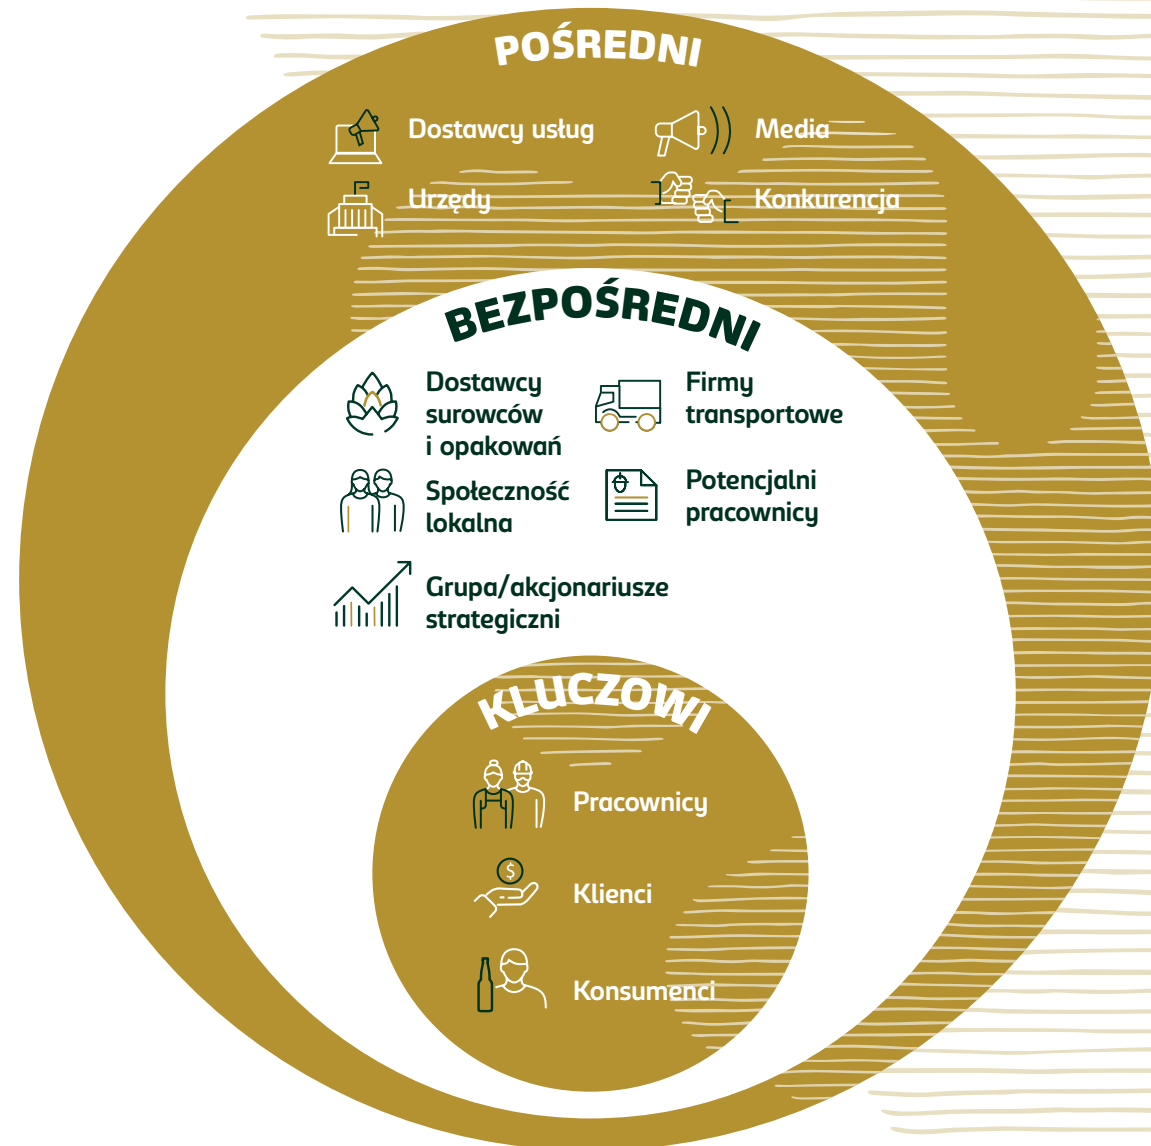 POŚREDNI
Dostawcy usług
Media
Urzędy
Konkurencja
BEZPOŚREDNI
Dostawcy
surowców
i opakowań
Firmy
transportowe
Społeczność
lokalna
Potencjalni
pracownicy
Grupa/akcjonariusze
strategiczni
KLUCZOWI
Pracownicy
$
Klienci
Konsumenci